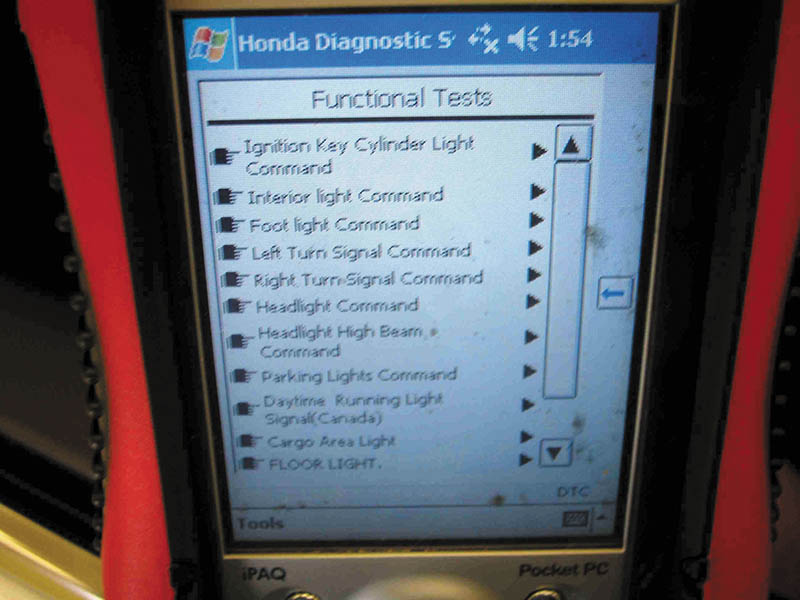 Honda Diagnostic S
1:54
Functional Tests
Ignition Key Cylinder Light
Command
Interior light Command
Foot light Command
Left Turn Signal Command
Right Turn Signal Command
Headlight Command
Headlight High Beam
Command
Parking Lights Command
Daytime Running Light
Signal(Canada)
Cargo Area Light
FLOOR LIGHT.
DTC
Tools
iPAQ
Pocket PC